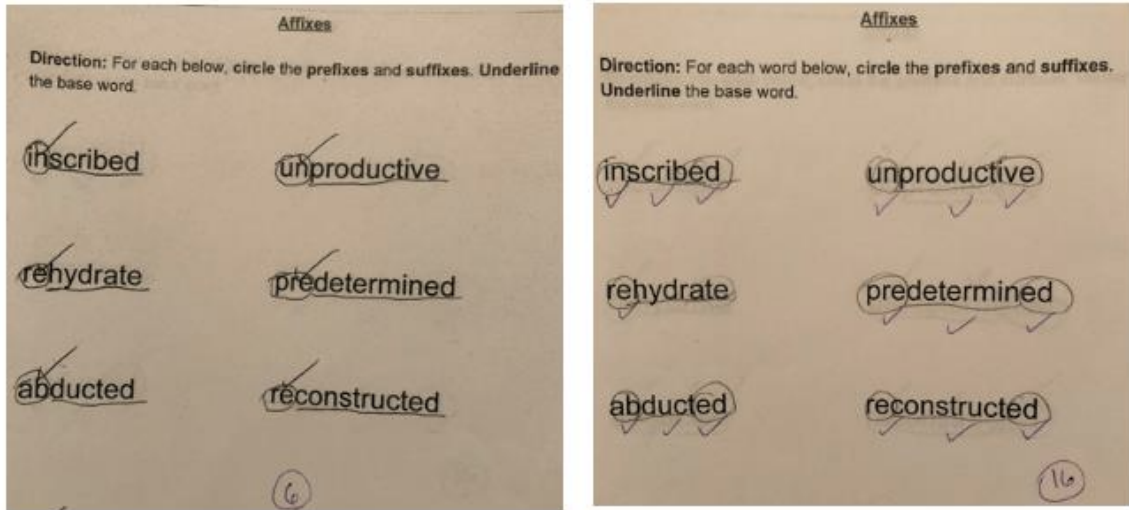 Affixes
Direction: For each below, circle the prefixes and suffixes. Underline
the base word.
inscribed unproductive
rehydrate predetermined
abducted reconstructed
6
Affixes
Direction: For each word below, circle the prefixes and suffixes.
Underline the base word.
inscribed unproductive
rehydrate predetermined
abducted reconstructed
16